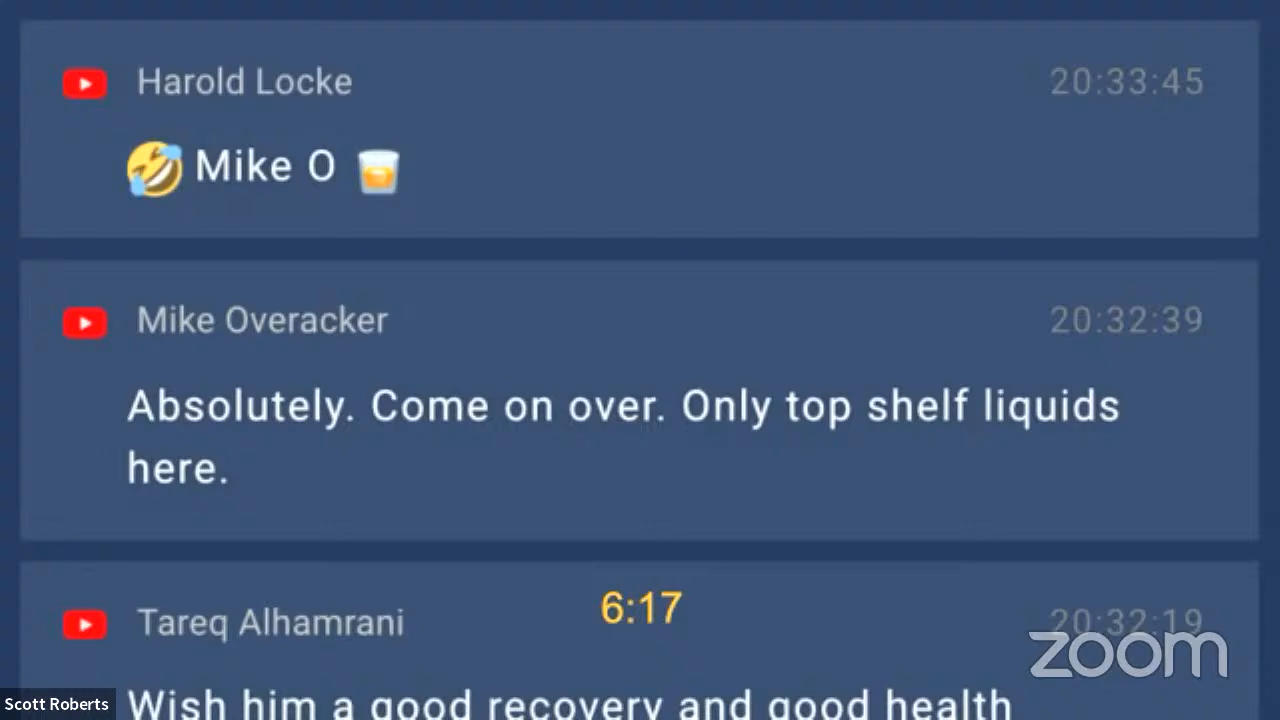 Harold Locke 20:33:45
🤣 Mike O 🥃
Mike Overacker 20:32:39
Absolutely. Come on over. Only top shelf liquids
here.
Tareq Alhamrani 6:17 20:32:19
zoom
Wish him a good recovery and good health
Scott Roberts